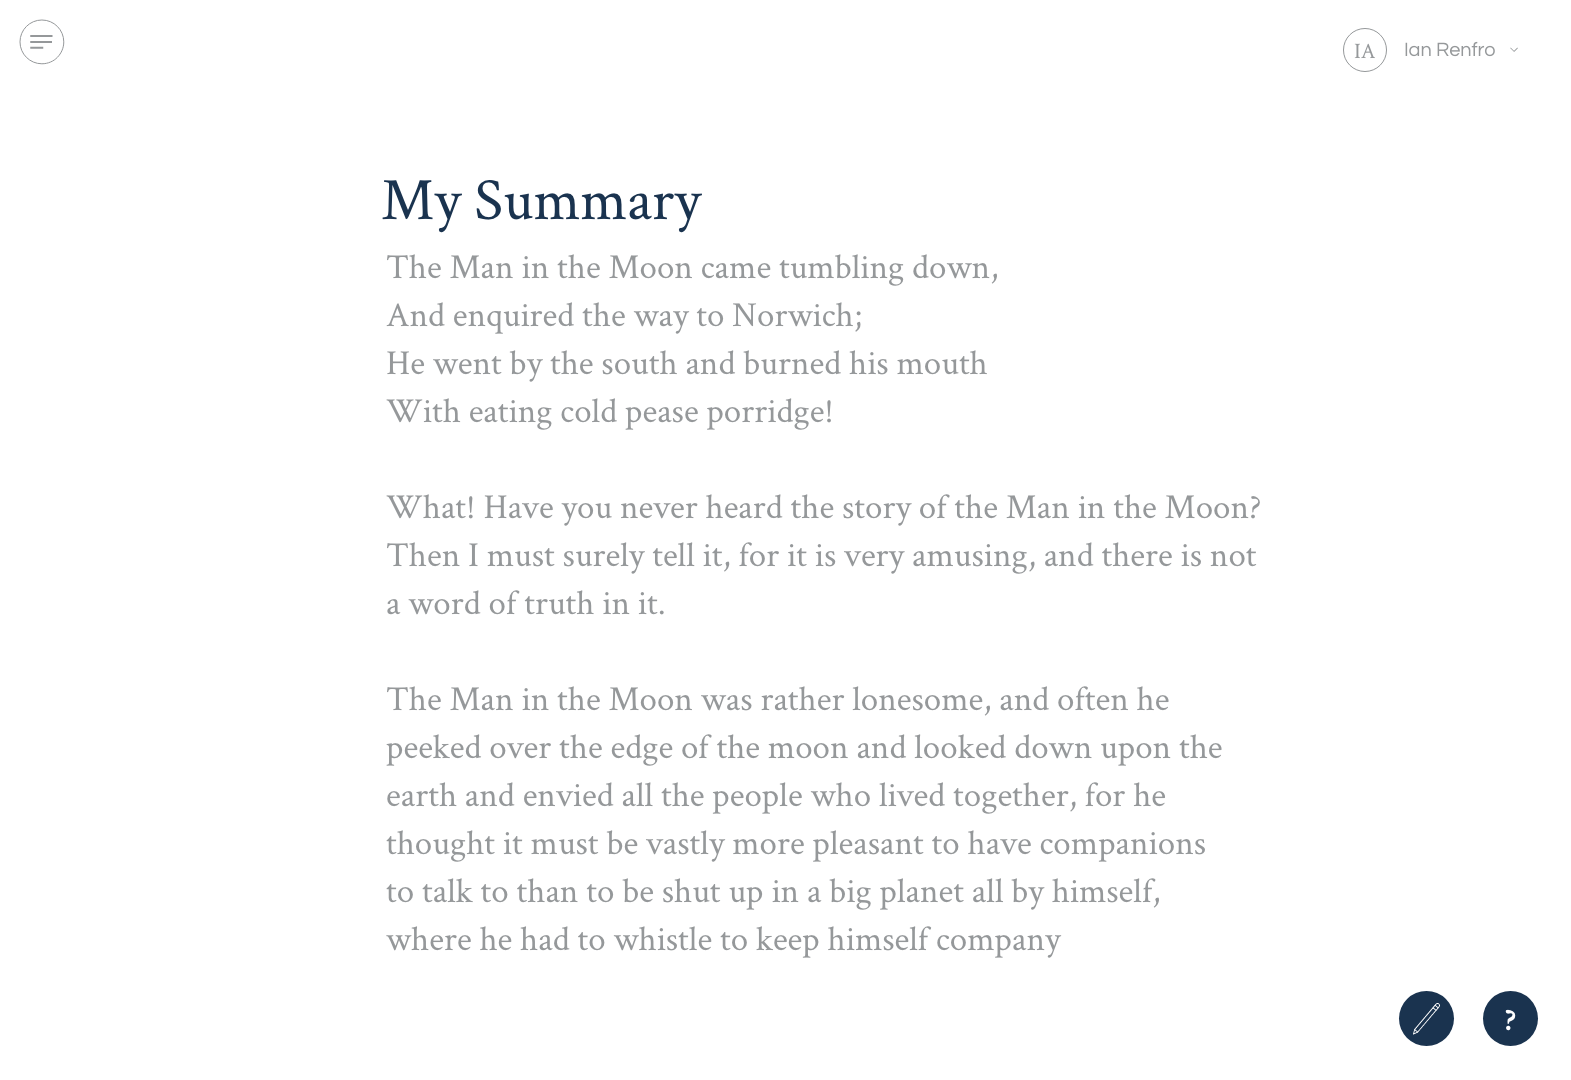 IA Ian Renfro
My Summary
The Man in the Moon came tumbling down,
And enquired the way to Norwich;
He went by the south and burned his mouth
With eating cold pease porridge!
What! Have you never heard the story of the Man in the Moon?
Then I must surely tell it, for it is very amusing, and there is not
a word of truth in it.
The Man in the Moon was rather lonesome, and often he
peeked over the edge of the moon and looked down upon the
earth and envied all the people who lived together, for he
thought it must be vastly more pleasant to have companions
to talk to than to be shut up in a big planet all by himself,
where he had to whistle to keep himself company
?